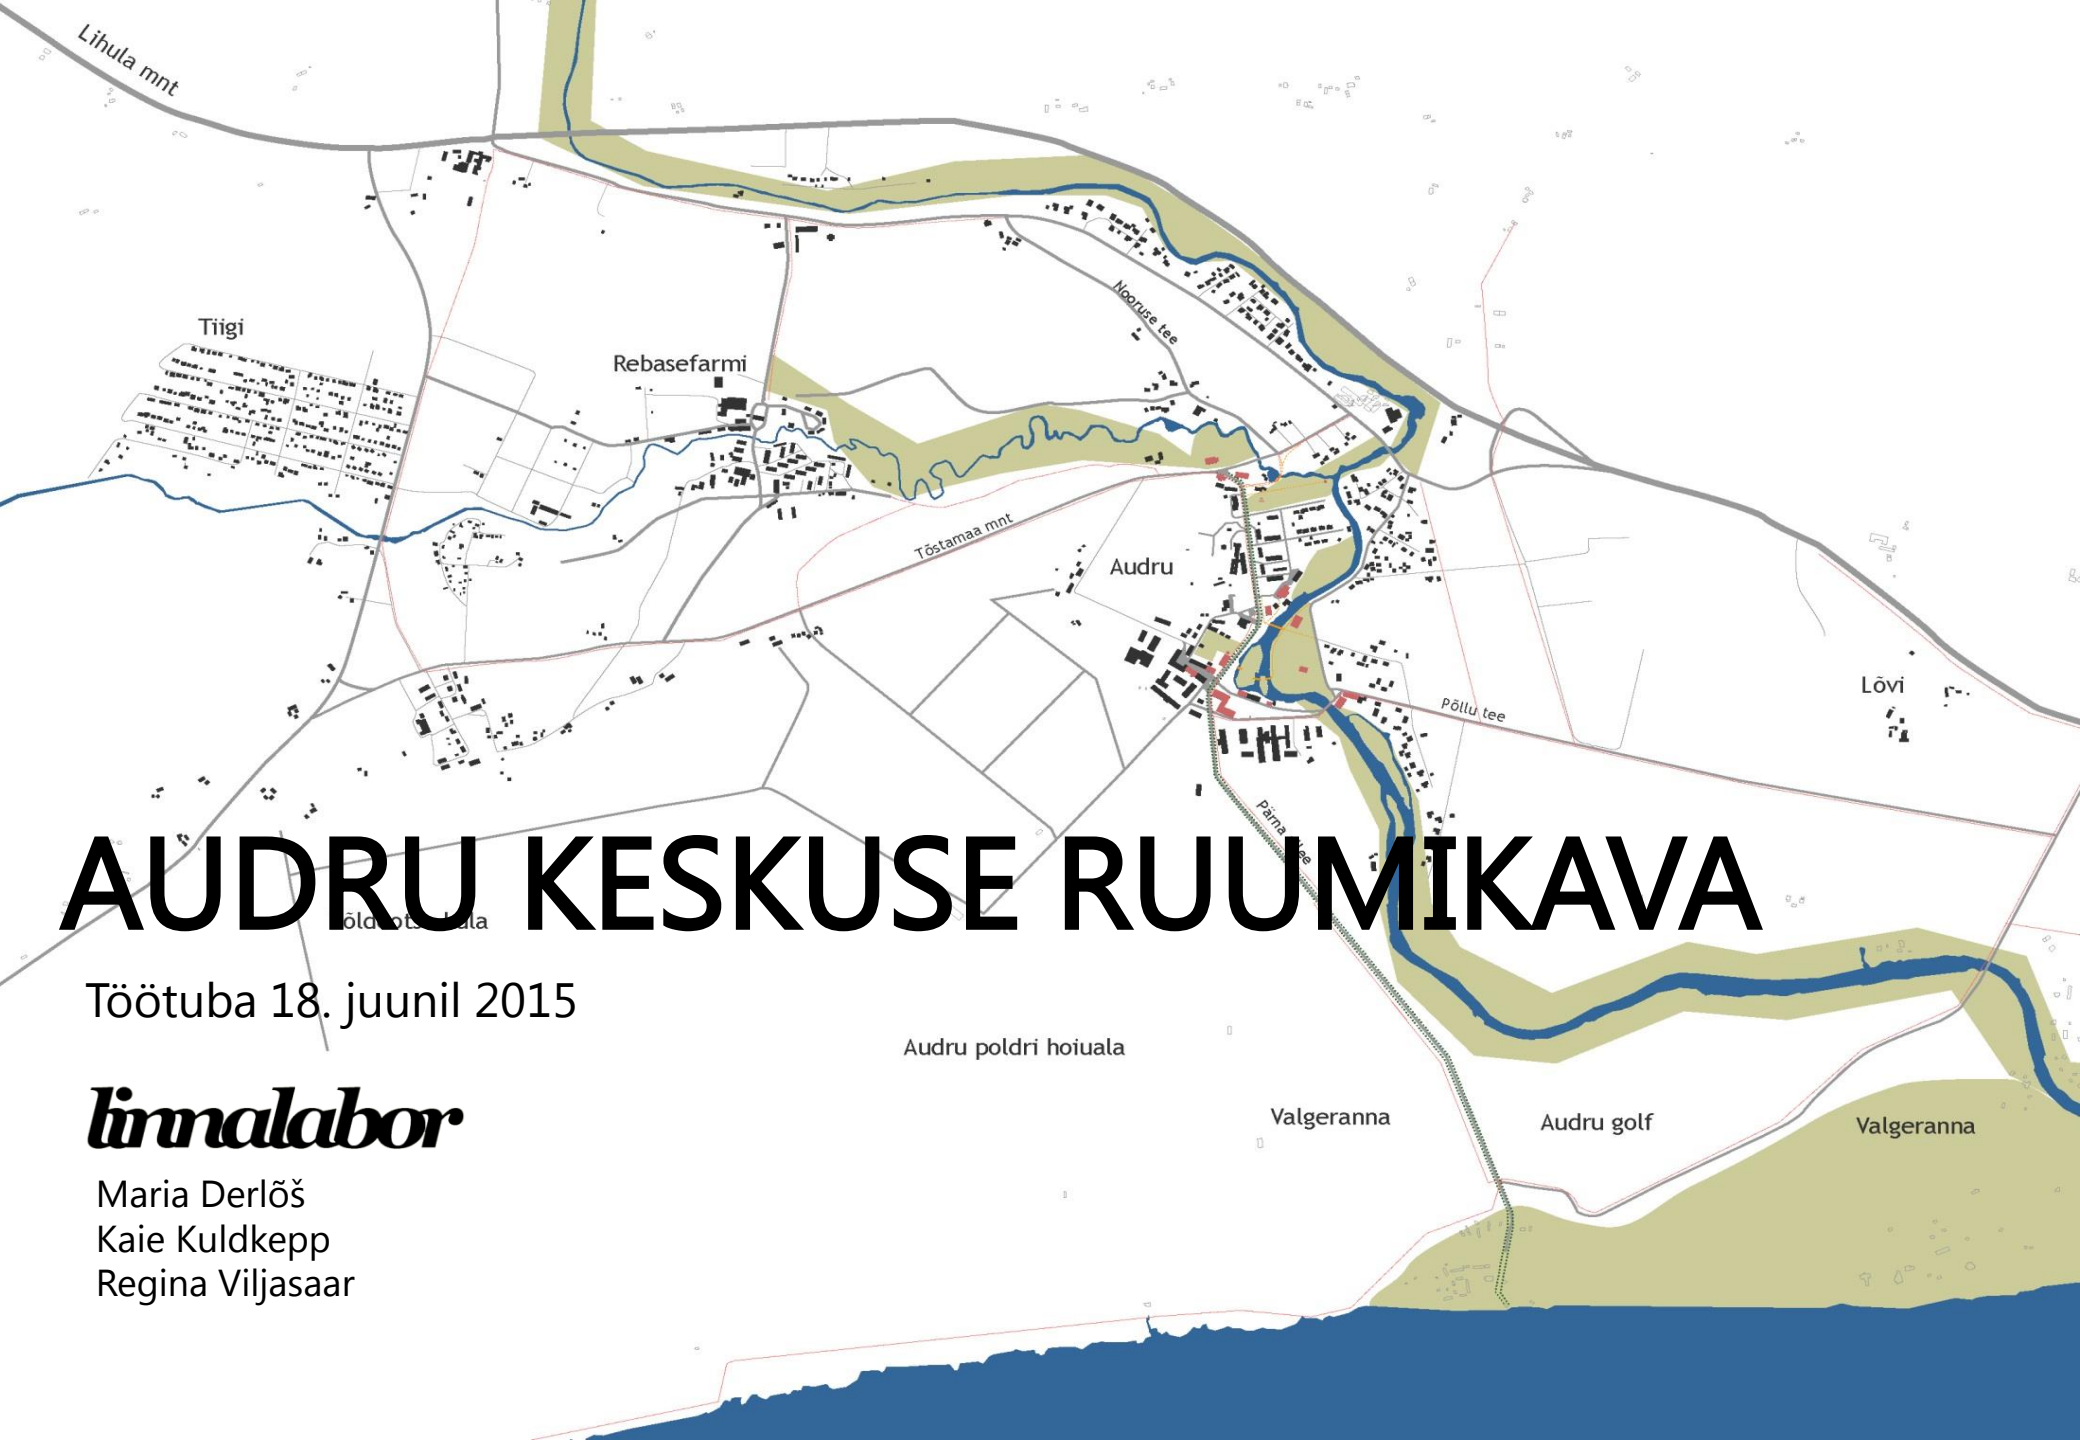 Lihula mnt
Tiigi
Rebasefarmi
Nooruse tee
Tõstamaa mnt
Audru
Põllu tee
Lõvi
Pärna
AUDRU KESKUSE RUUMIKAVA
Töötuba 18. juunil 2015
Audru poldri hoiuala
Valgeranna
Audru golf
Valgeranna
linnalabor
Maria Derlõš
Kaie Kuldkepp
Regina Viljasaar